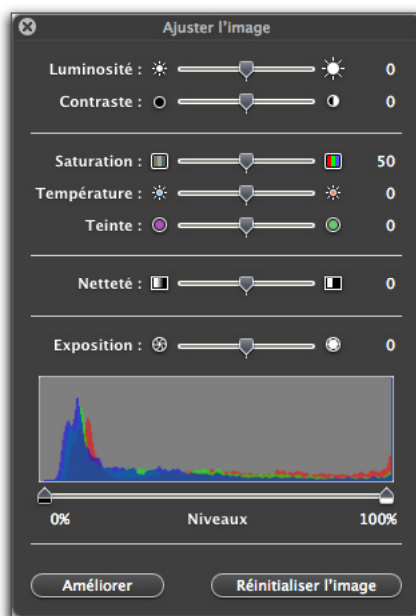 Ajuster l'image
Luminosité : 0
Contraste : 0
Saturation : 50
Température : 0
Teinte : 0
Netteté : 0
Exposition : 0
0% Niveaux 100%
Améliorer Réinitialiser l'image